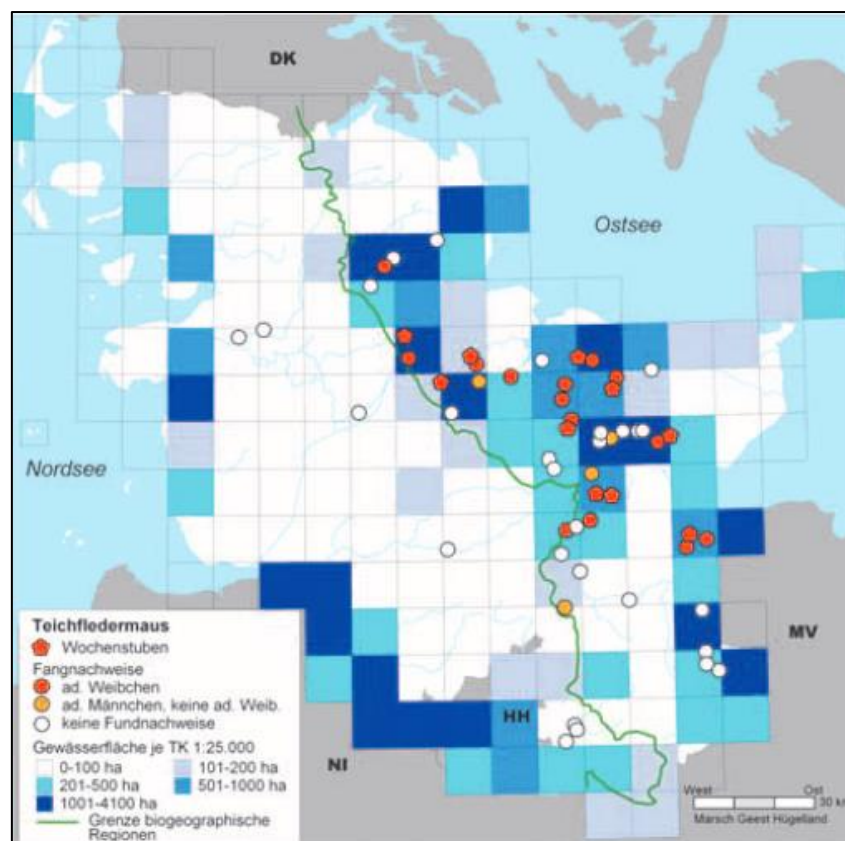 DK
Ostsee
Nordsee
MV
HH
NI
Teichfledermaus
Wochenstuben
Fangnachweise
ad. Weibchen
ad. Männchen, keine ad. Weib.
keine Fundnachweise
Gewässerfläche je TK 1:25.000
0-100 ha 101-200 ha
201-500 ha 501-1000 ha
1001-4100 ha
Grenze biogeographische
Regionen
West Ost
30 km
Marsch Geest Hügelland